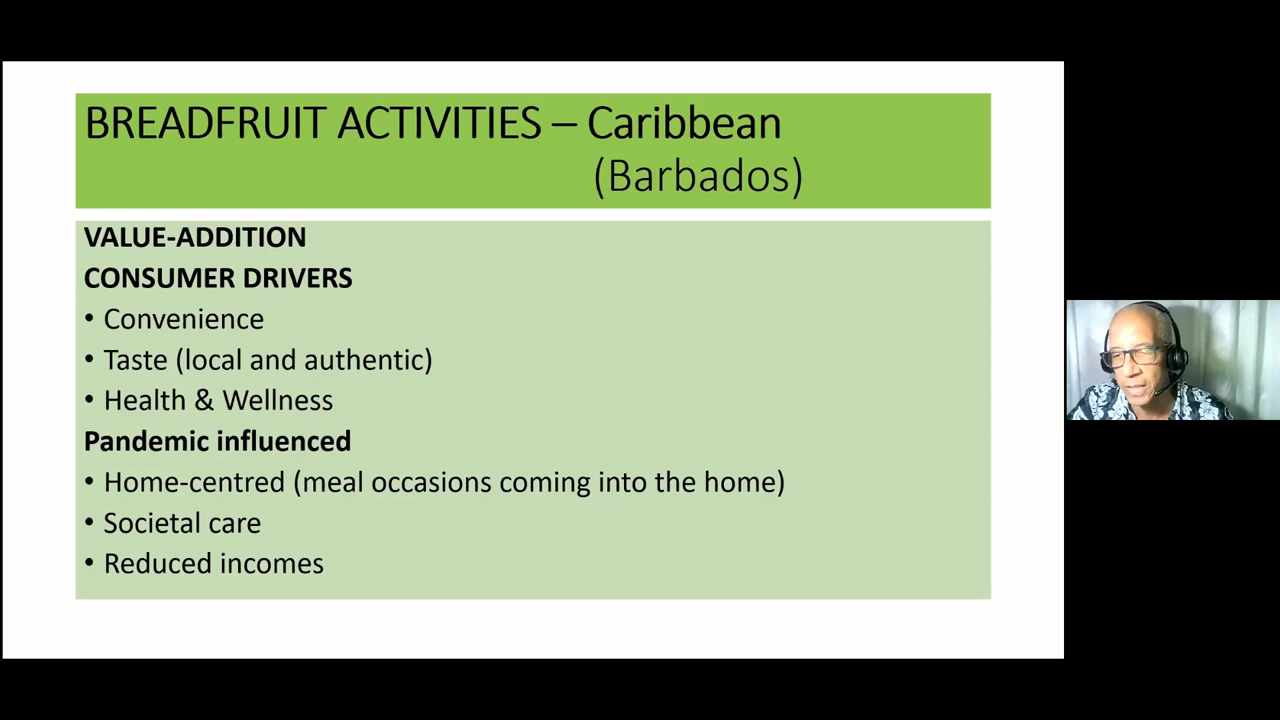 BREADFRUIT ACTIVITIES – Caribbean
(Barbados)
VALUE-ADDITION
CONSUMER DRIVERS
• Convenience
• Taste (local and authentic)
• Health & Wellness
Pandemic influenced
• Home-centred (meal occasions coming into the home)
• Societal care
• Reduced incomes